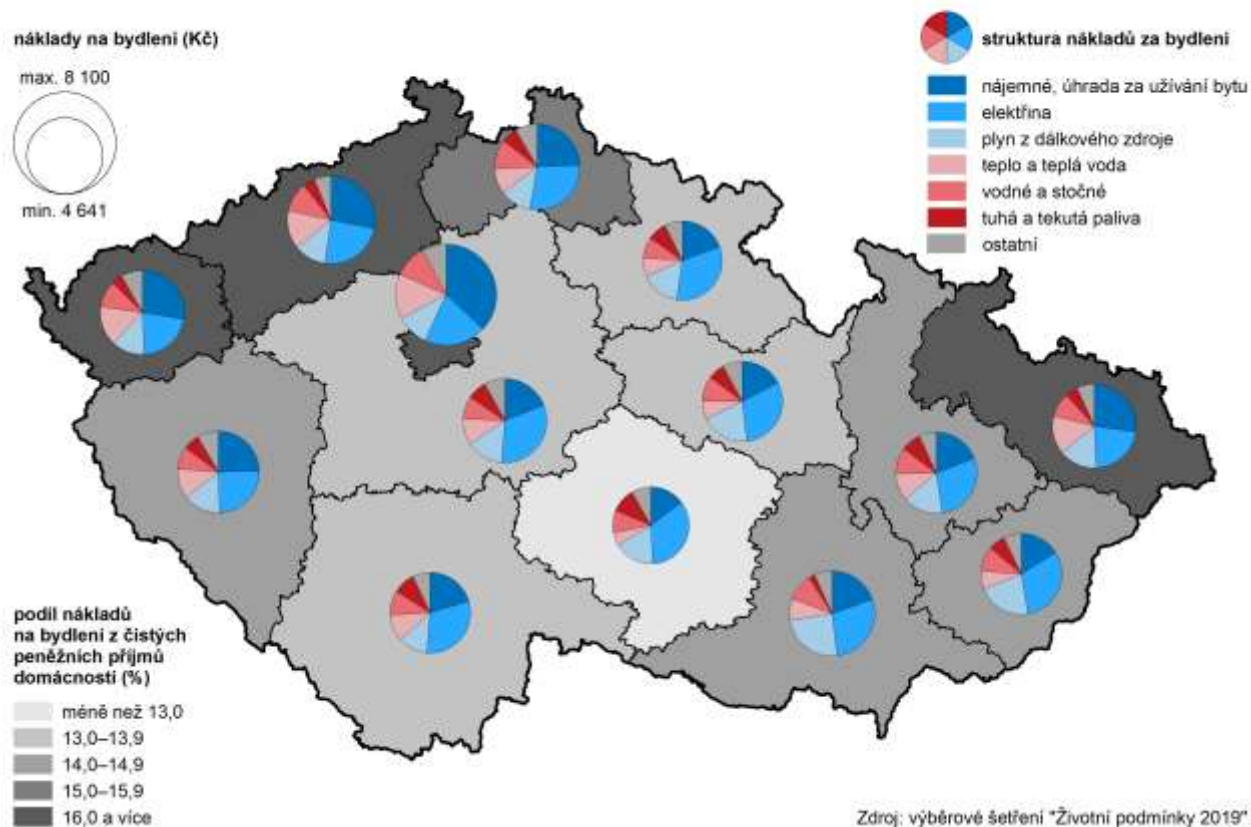 náklady na bydlení (Kč)
max. 8 100
min. 4 641
struktura nákladů za bydlení
nájemné, úhrada za užívání bytu
elektřina
plyn z dálkového zdroje
teplo a teplá voda
vodné a stočné
tuhá a tekutá paliva
ostatní
podíl nákladů
na bydlení z čistých
peněžních příjmů
domácností (%)
méně než 13,0
13,0–13,9
14,0–14,9
15,0–15,9
16,0 a více
Zdroj: výběrové šetření "Životní podmínky 2019"